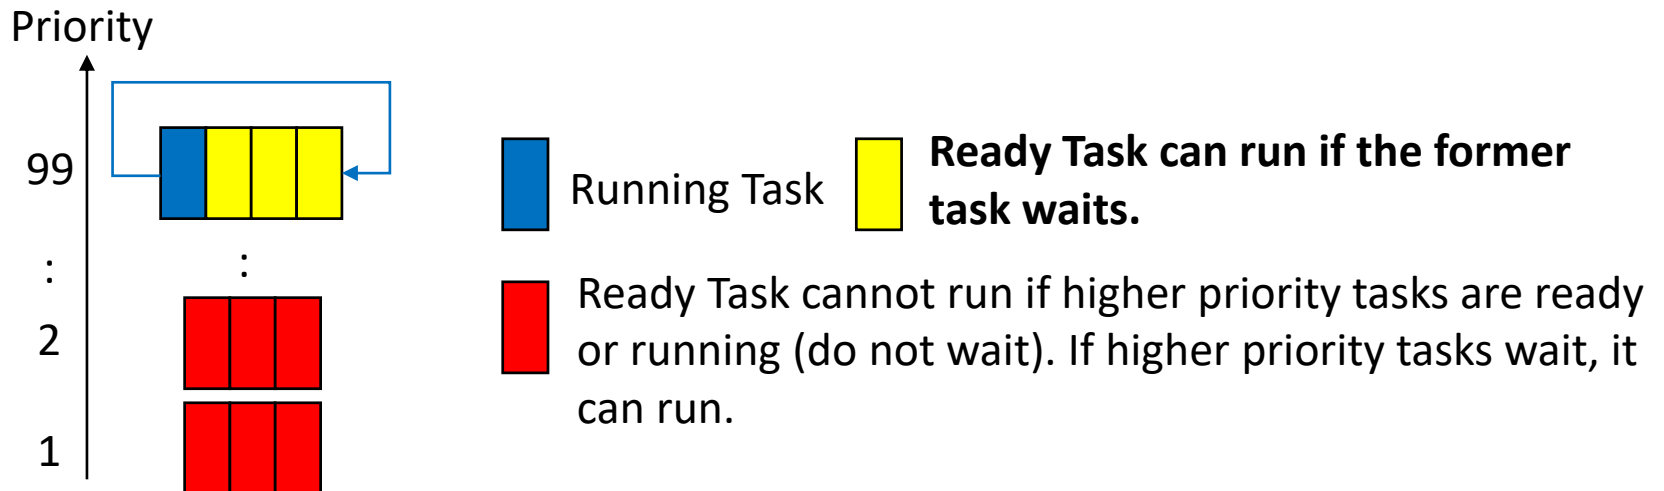 Priority
99
:
2
1
:
Running Task
Ready Task can run if the former
task waits.
Ready Task cannot run if higher priority tasks are ready
or running (do not wait). If higher priority tasks wait, it
can run.